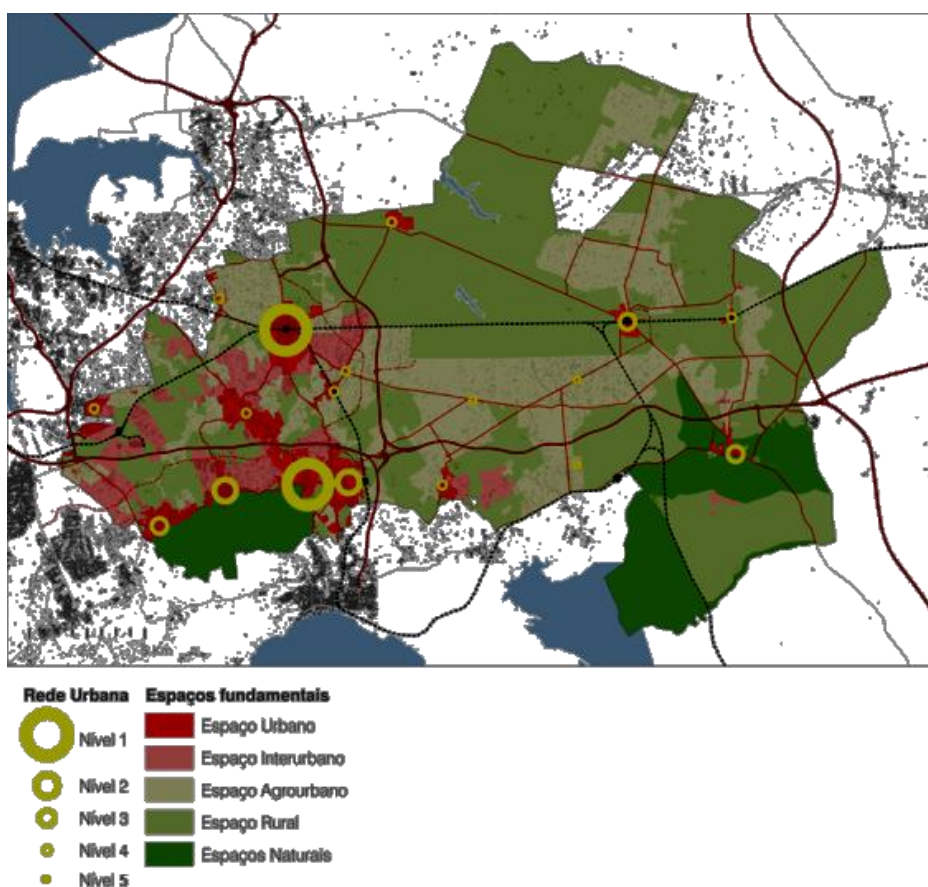 Rede Urbana
Nível 1
Nível 2
Nível 3
Nível 4
Nível 5
Espaços fundamentais
Espaço Urbano
Espaço Interurbano
Espaço Agrourbano
Espaço Rural
Espaços Naturais